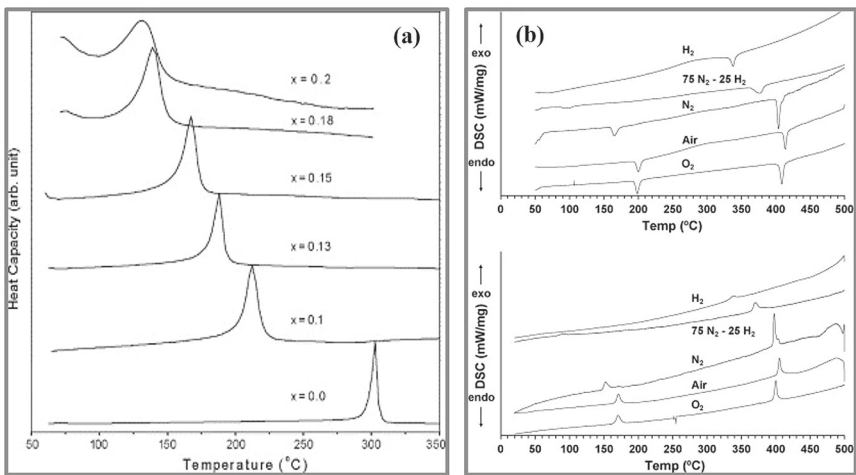 (a)
Heat Capacity (arb. unit)
x = 0.2
x = 0.18
x = 0.15
x = 0.13
x = 0.1
x = 0.0
50 100 150 200 250 300 350
Temperature (°C)
(b)
DSC (mW/mg)
exo
endo
H2
75 N2 - 25 H2
N2
Air
O2
0 50 100 150 200 250 300 350 400 450 500
Temp (ºC)
DSC (mW/mg)
exo
endo
H2
75 N2 - 25 H2
N2
Air
O2
0 50 100 150 200 250 300 350 400 450 500
Temp (ºC)